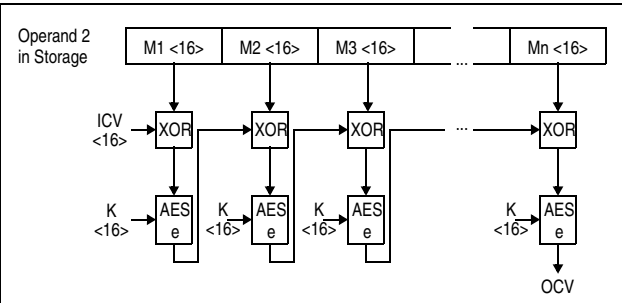 Operand 2
in Storage
M1 <16> M2 <16> M3 <16> ... Mn <16>
ICV
<16>
XOR XOR XOR ... XOR
K
<16>
AES
e
K
<16>
AES
e
K
<16>
AES
e
K
<16>
AES
e
OCV